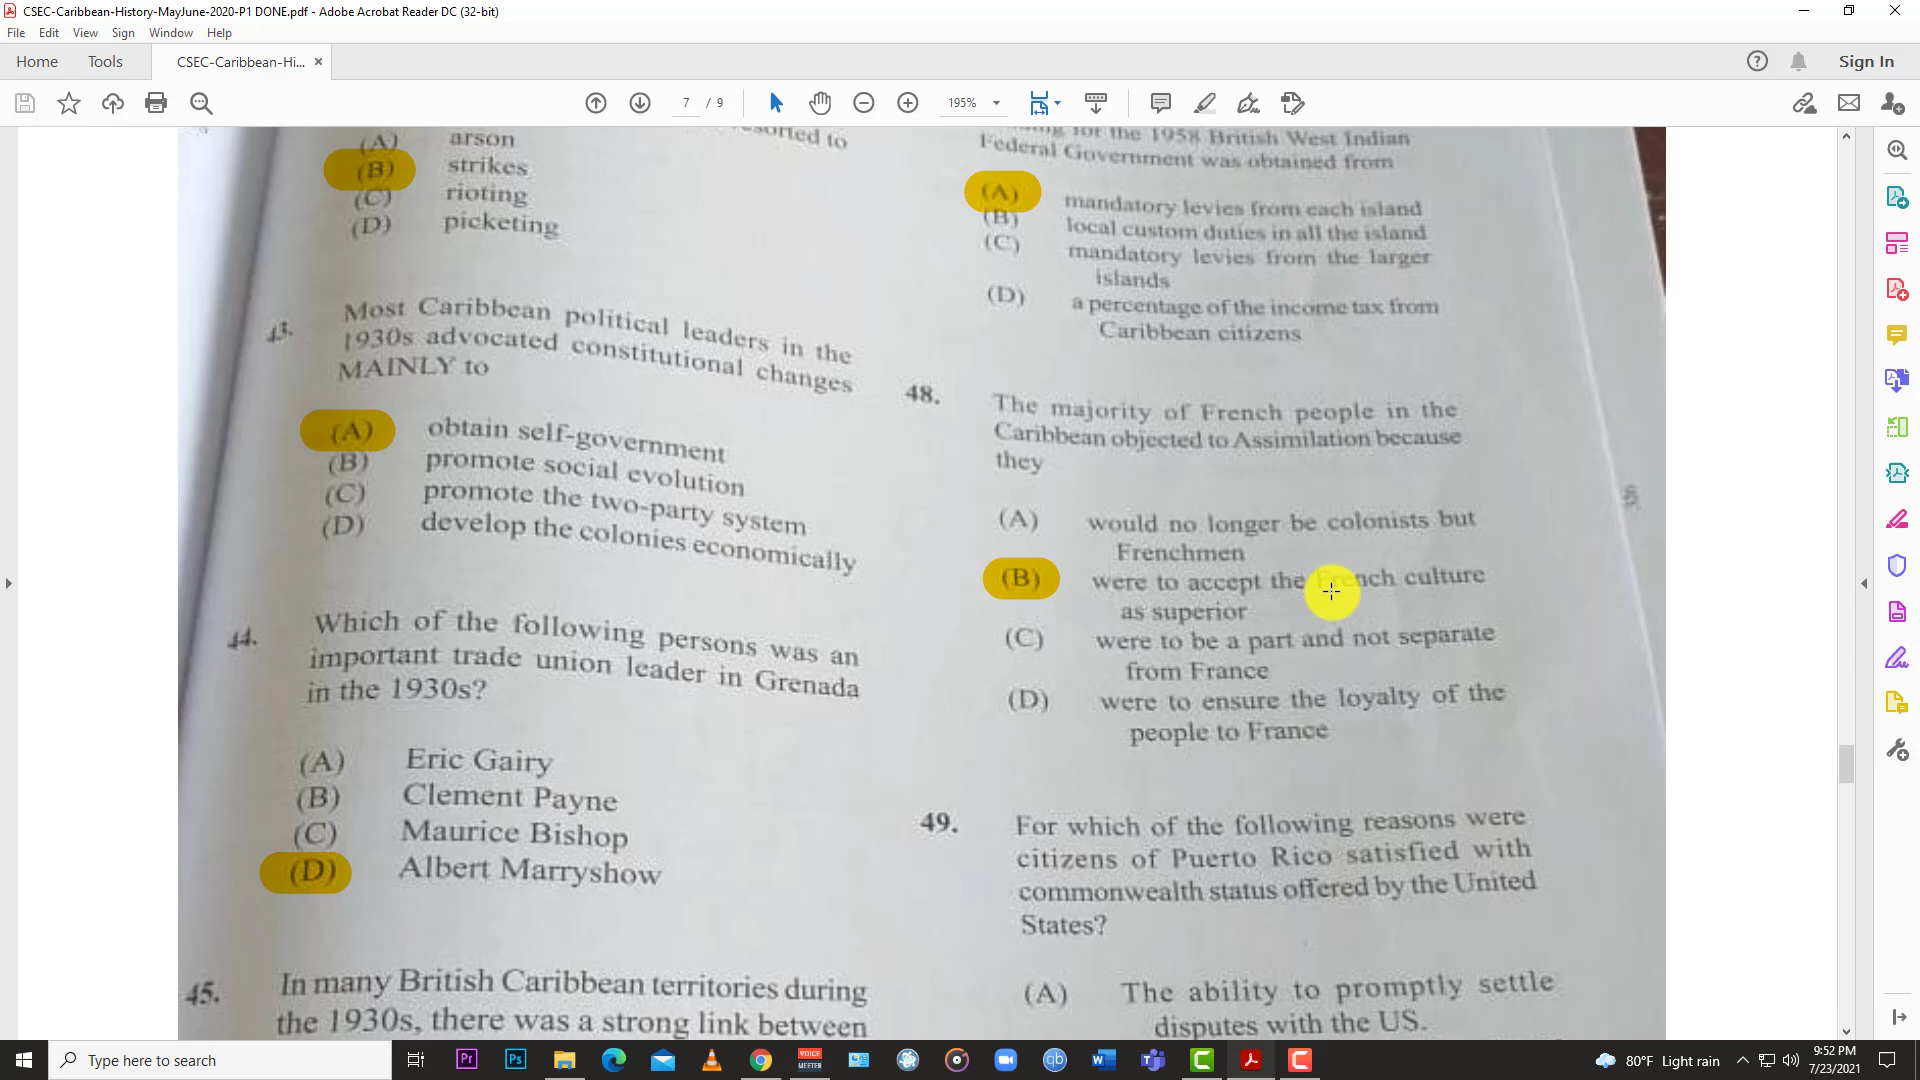 CSEC-Caribbean-History-MayJune-2020-P1 DONE.pdf - Adobe Acrobat Reader DC (32-bit)
File Edit View Sign Window Help
Home Tools CSEC-Caribbean-Hi... × Sign In
7 / 9 195%
(A) arson
(B) strikes
(C) rioting
(D) picketing
43. Most Caribbean political leaders in the
1930s advocated constitutional changes
MAINLY to
(A) obtain self-government
(B) promote social evolution
(C) promote the two-party system
(D) develop the colonies economically
44. Which of the following persons was an
important trade union leader in Grenada
in the 1930s?
(A) Eric Gairy
(B) Clement Payne
(C) Maurice Bishop
(D) Albert Marryshow
45. In many British Caribbean territories during
the 1930s, there was a strong link between
for the 1958 British West Indian
Federal Government was obtained from
(A) mandatory levies from each island
(B) local custom duties in all the island
(C) mandatory levies from the larger
islands
(D) a percentage of the income tax from
Caribbean citizens
48. The majority of French people in the
Caribbean objected to Assimilation because
they
(A) would no longer be colonists but
Frenchmen
(B) were to accept the French culture
as superior
(C) were to be a part and not separate
from France
(D) were to ensure the loyalty of the
people to France
49. For which of the following reasons were
citizens of Puerto Rico satisfied with
commonwealth status offered by the United
States?
(A) The ability to promptly settle
disputes with the US.
Type here to search
Pr Ps VOICE MEETER qb W T C C
80°F Light rain
9:52 PM
7/23/2021